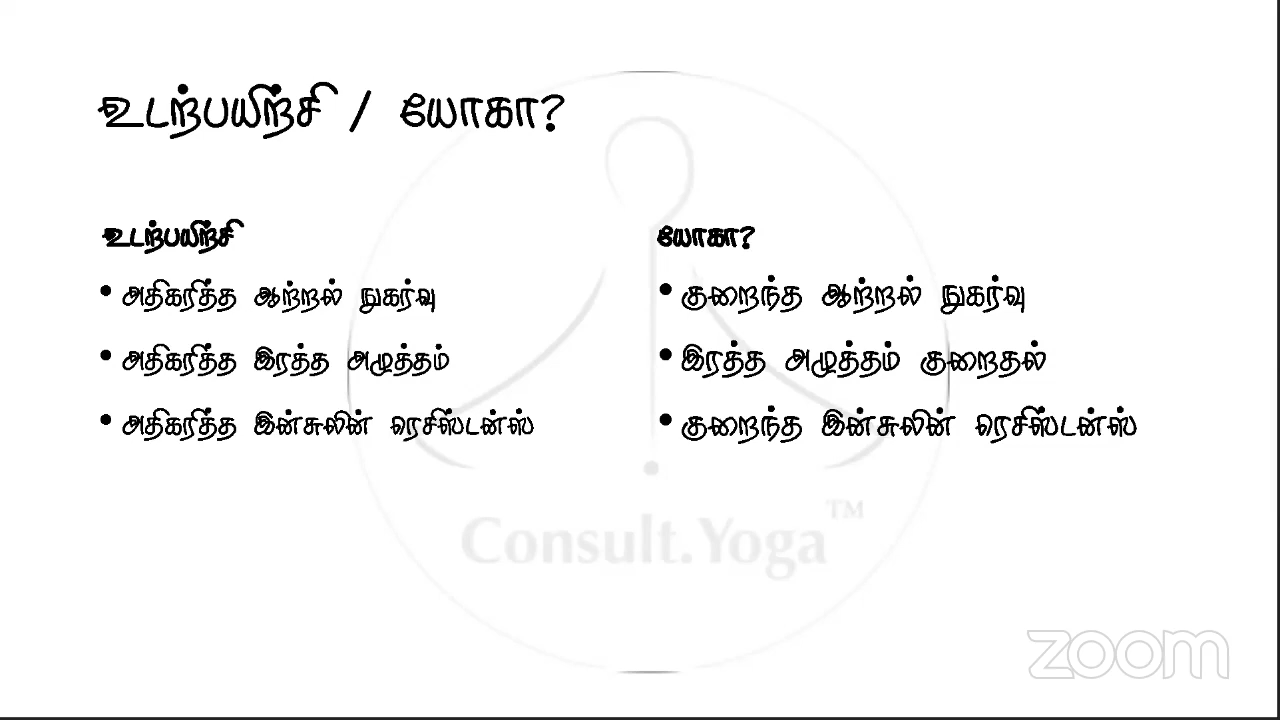 உடற்பயிற்சி / யோகா?
உடற்பயிற்சி
• அதிகரித்த ஆற்றல் நுகர்வு
• அதிகரித்த இரத்த அழுத்தம்
• அதிகரித்த இன்சுலின் ரெசிஸ்டன்ஸ்
யோகா?
• குறைந்த ஆற்றல் நுகர்வு
• இரத்த அழுத்தம் குறைதல்
• குறைந்த இன்சுலின் ரெசிஸ்டன்ஸ்
Consult.Yoga™
zoom